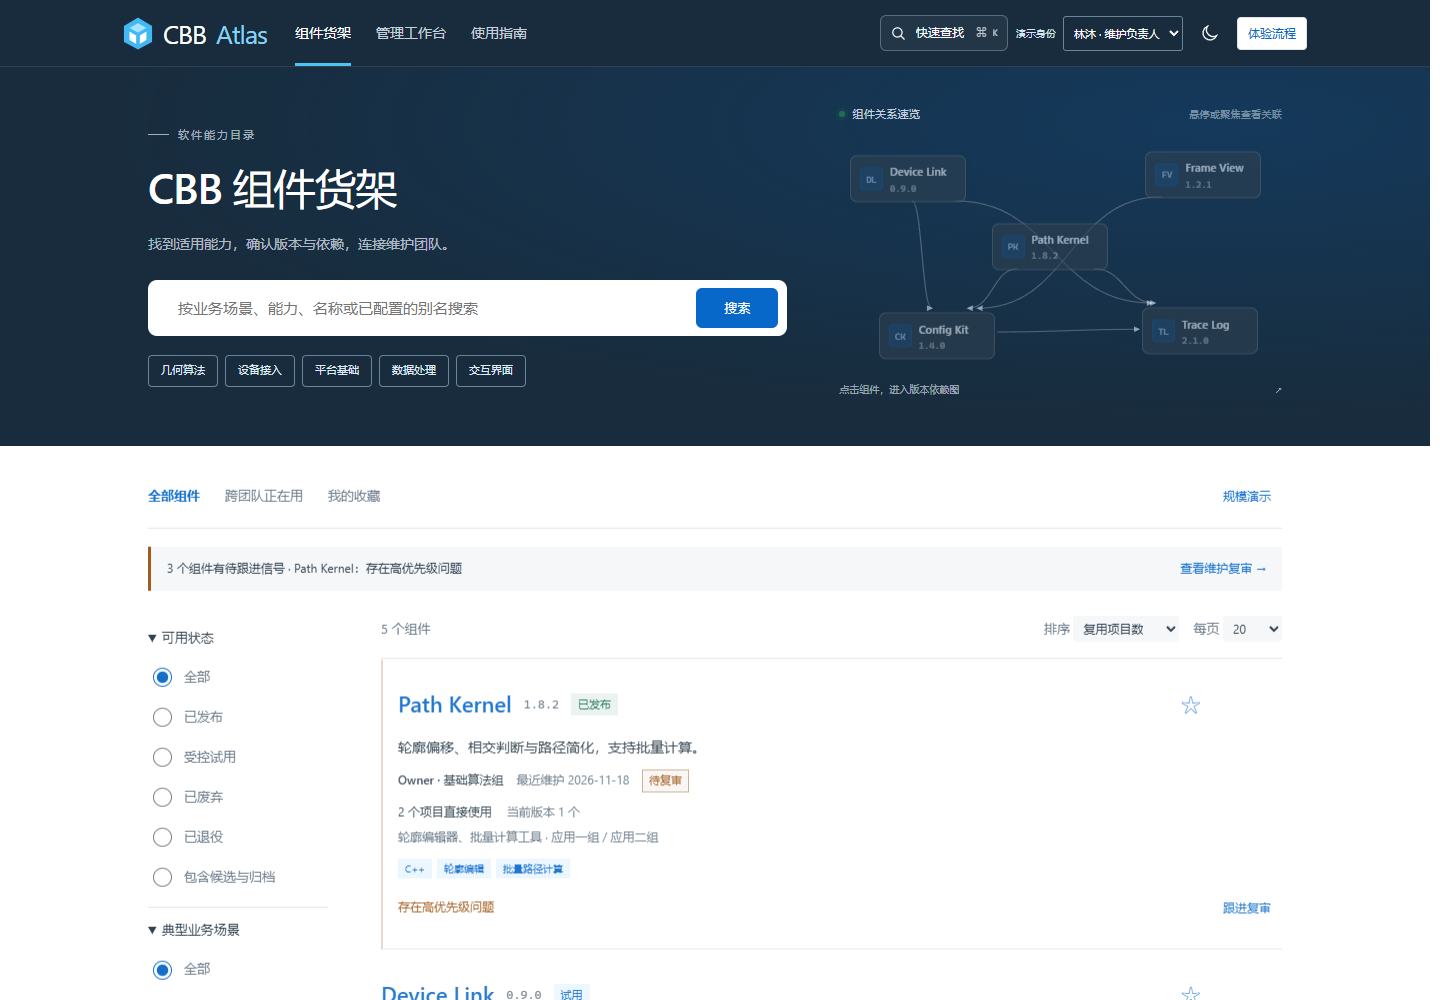 CBB Atlas 组件货架 管理工作台 使用指南 快速查找 ⌘ K 演示身份 林沐 · 维护负责人 体验流程
软件能力目录
CBB 组件货架
找到适用能力，确认版本与依赖，连接维护团队。
按业务场景、能力、名称或已配置的别名搜索 搜索
几何算法 设备接入 平台基础 数据处理 交互界面
组件关系速览 悬停或聚焦查看关联
DL Device Link
0.9.0
FV Frame View
1.2.1
PK Path Kernel
1.8.2
CK Config Kit
1.4.0
TL Trace Log
2.1.0
点击组件，进入版本依赖图 ↗
全部组件 跨团队正在用 我的收藏 规模演示
3 个组件有待跟进信号 · Path Kernel：存在高优先级问题 查看维护复审 →
▼ 可用状态
全部
已发布
受控试用
已废弃
已退役
包含候选与归档
▼ 典型业务场景
全部
5 个组件 排序 复用项目数 每页 20
Path Kernel 1.8.2 已发布 ☆
轮廓偏移、相交判断与路径简化，支持批量计算。
Owner · 基础算法组 最近维护 2026-11-18 待复审
2 个项目直接使用 当前版本 1 个
轮廓编辑器、批量计算工具 · 应用一组 / 应用二组
C++ 轮廓编辑 批量路径计算
存在高优先级问题 跟进复审
Device Link 0.9.0 试用 ☆